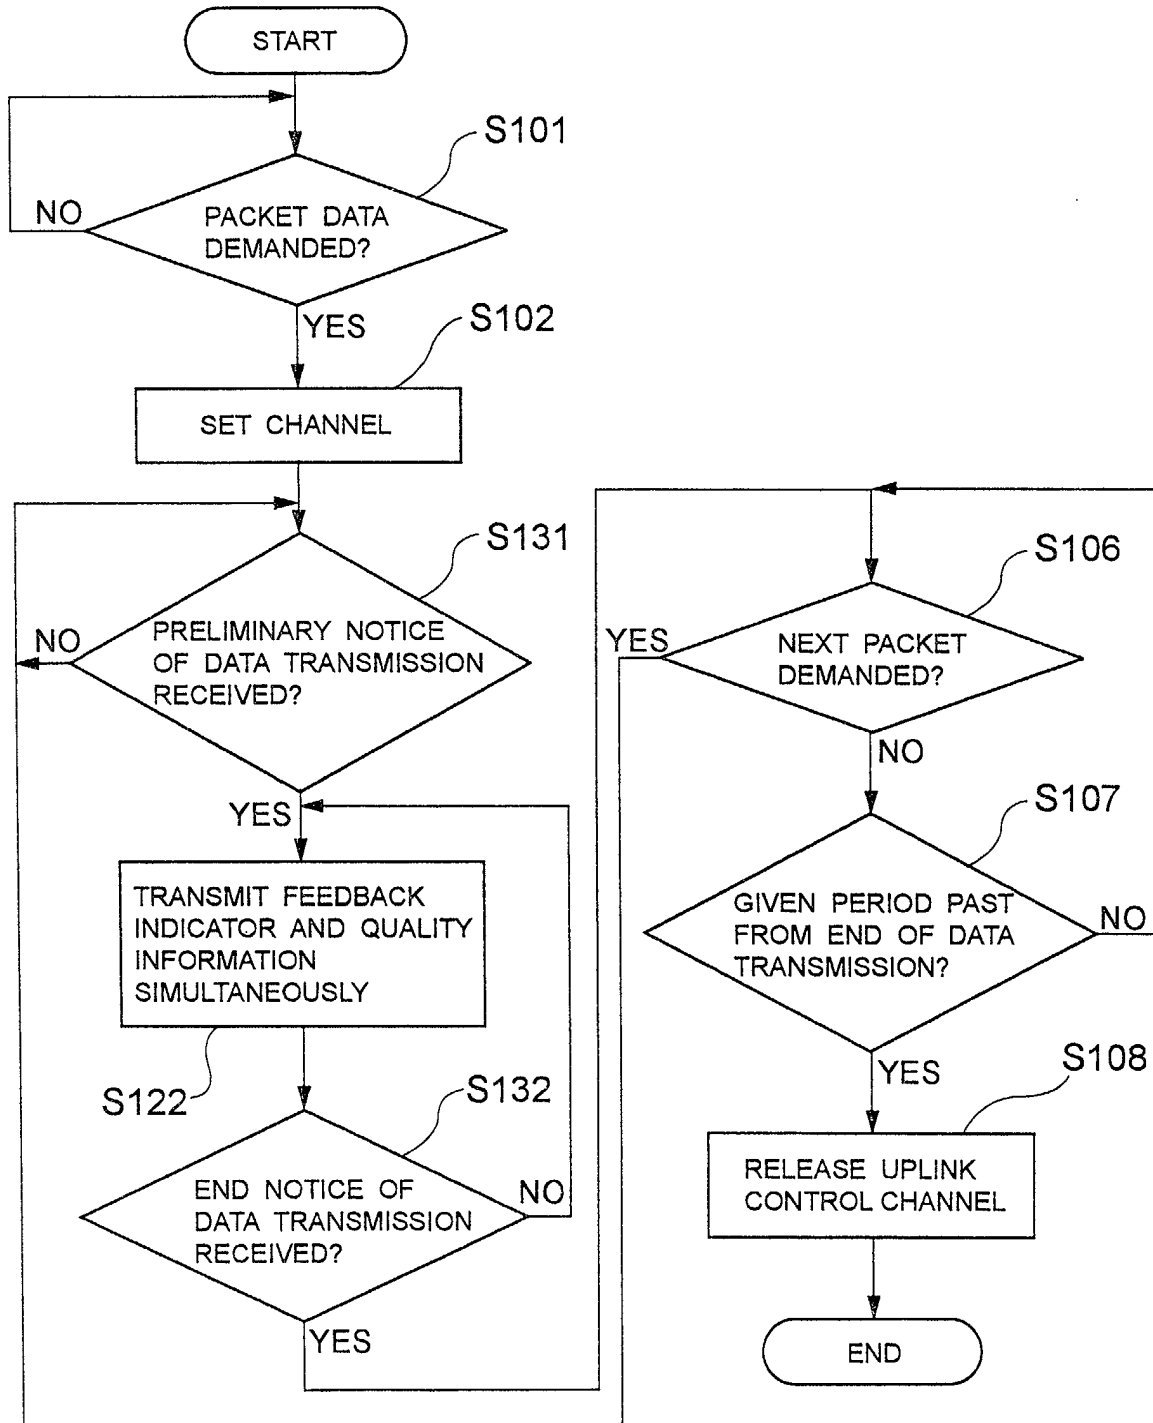 START
S101
NO
PACKET DATA
DEMANDED?
YES
S102
SET CHANNEL
S131
NO
PRELIMINARY NOTICE
OF DATA TRANSMISSION
RECEIVED?
YES
TRANSMIT FEEDBACK
INDICATOR AND QUALITY
INFORMATION
SIMULTANEOUSLY
S122
S132
END NOTICE OF
DATA TRANSMISSION
RECEIVED?
NO
YES
S106
YES
NEXT PACKET
DEMANDED?
NO
S107
GIVEN PERIOD PAST
FROM END OF DATA
TRANSMISSION?
NO
YES
S108
RELEASE UPLINK
CONTROL CHANNEL
END